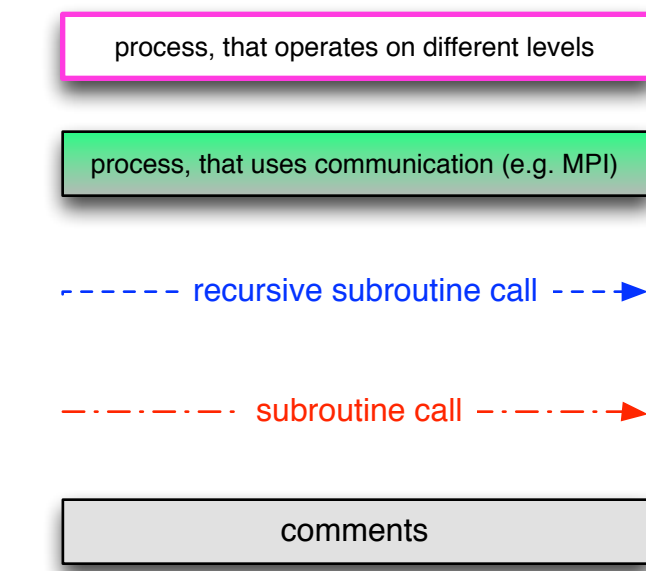 process, that operates on different levels
process, that uses communication (e.g. MPI)
recursive subroutine call
subroutine call
comments